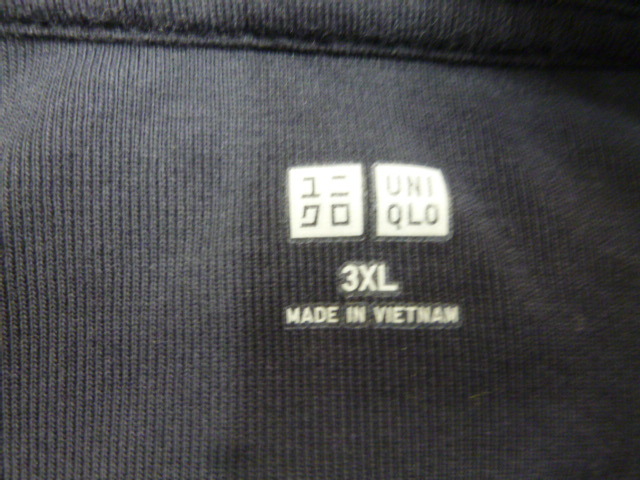 ユニ UNI
クロ QLO
3XL
MADE IN VIETNAM